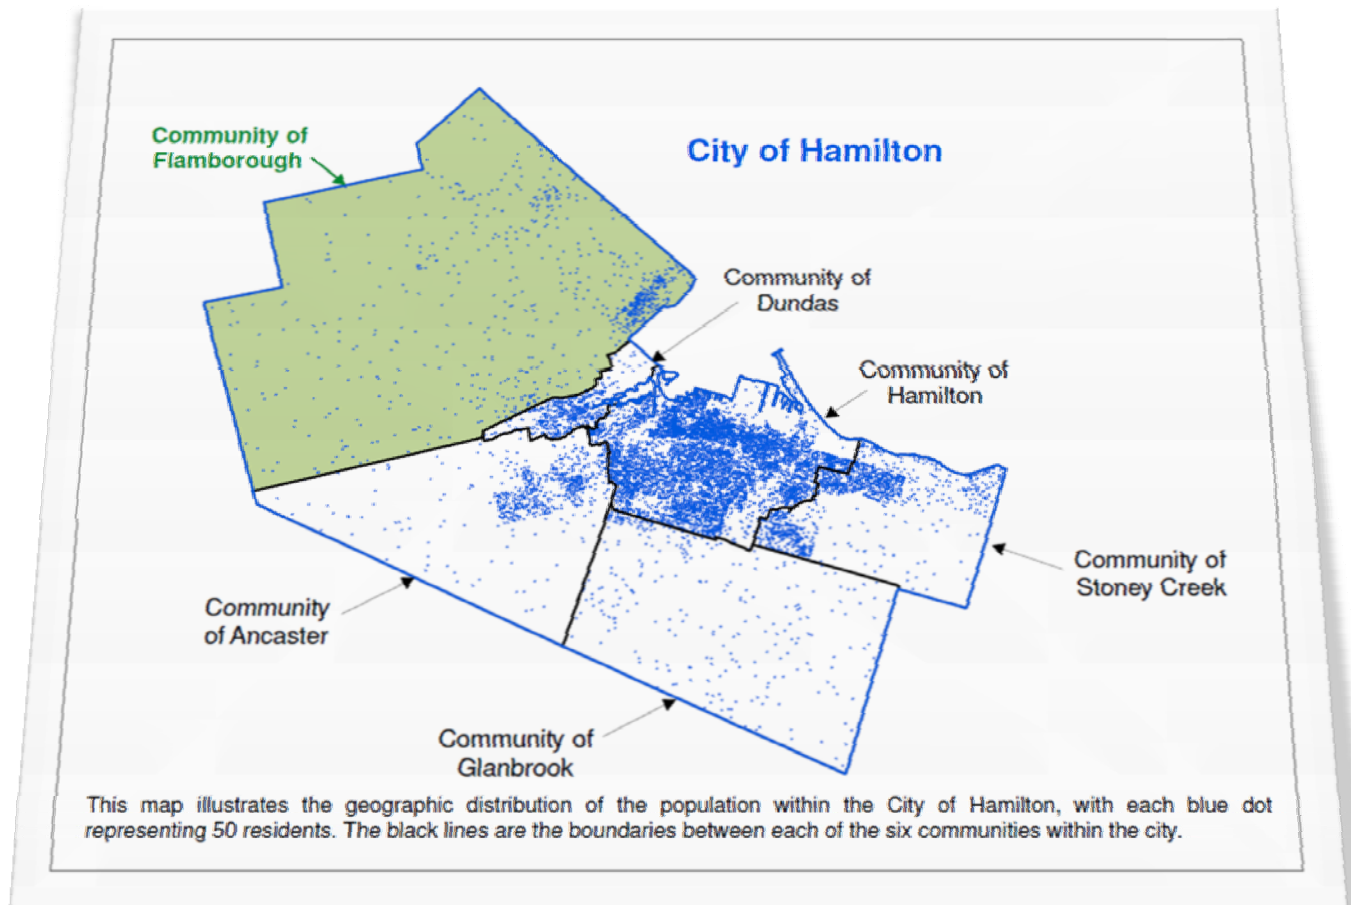 Community of
Flamborough
City of Hamilton
Community of
Dundas
Community of
Hamilton
Community of
Stoney Creek
Community
of Ancaster
Community of
Glanbrook
This map illustrates the geographic distribution of the population within the City of Hamilton, with each blue dot
representing 50 residents. The black lines are the boundaries between each of the six communities within the city.